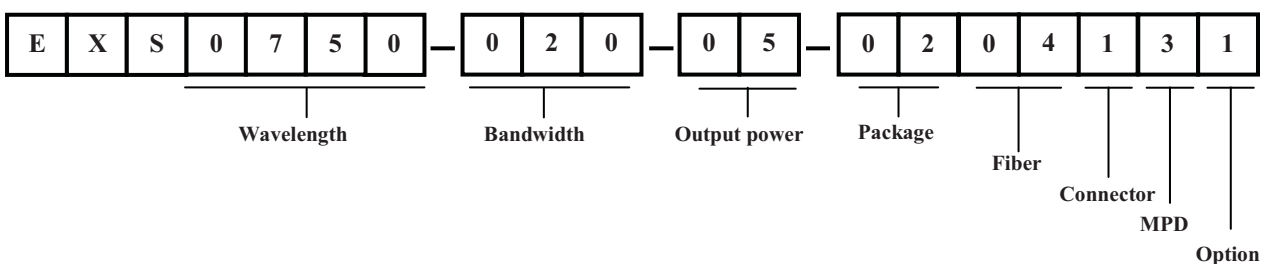 E X S 0 7 5 0 – 0 2 0 – 0 5 – 0 2 0 4 1 3 1
Wavelength Bandwidth Output power Package
Fiber
Connector
MPD
Option